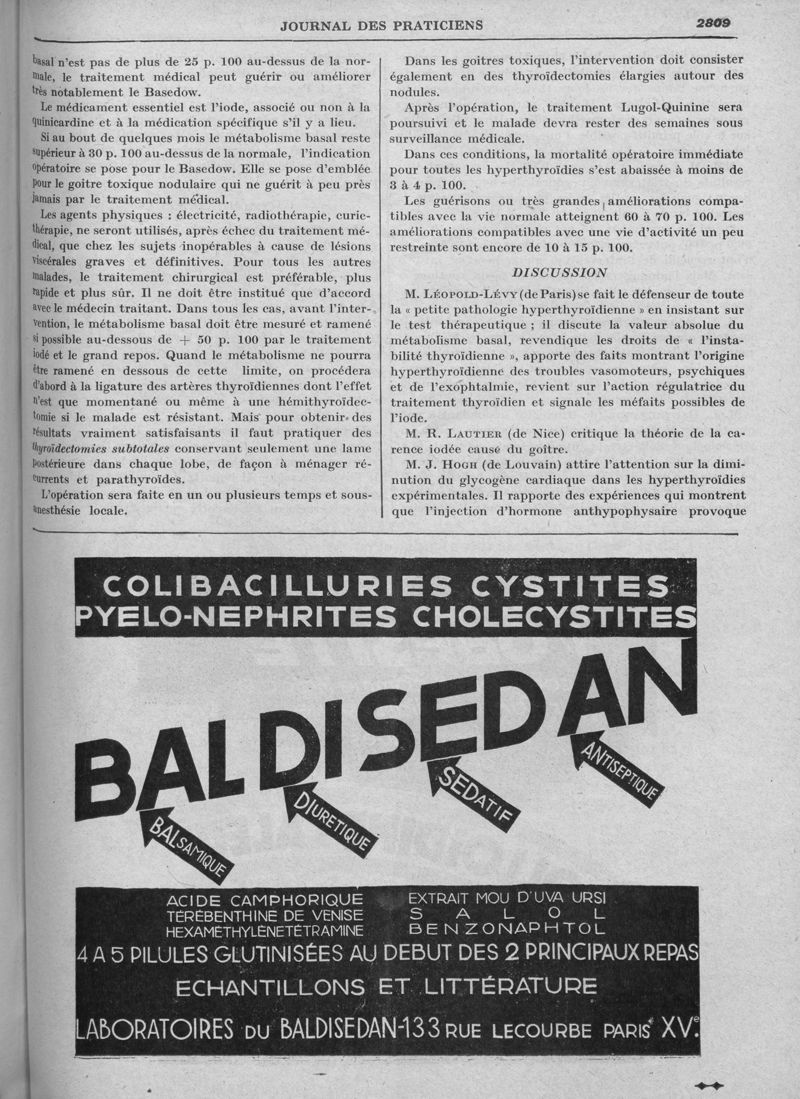 JOURNAL DES PRATICIENS
2809
basal n'est pas de plus de 25 p. 100 au-dessus de la nor-
male, le traitement médical peut guérir ou améliorer
très notablement le Basedow.
Le médicament essentiel est l'iode, associé ou non à la
quinicardine et à la médication spécifique s'il y a lieu.
Si au bout de quelques mois le métabolisme basal reste
supérieur à 30 p. 100 au-dessus de la normale, l'indication
opératoire se pose pour le Basedow. Elle se pose d'emblée
pour le goitre toxique nodulaire qui ne guérit à peu près
jamais par le traitement médical.
Les agents physiques : électricité, radiothérapie, curie-
thérapie, ne seront utilisés, après échec du traitement mé-
dical, que chez les sujets inopérables à cause de lésions
viscérales graves et définitives. Pour tous les autres
malades, le traitement chirurgical est préférable, plus
rapide et plus sûr. Il ne doit être institué que d'accord
avec le médecin traitant. Dans tous les cas, avant l'inter-
vention, le métabolisme basal doit être mesuré et ramené
si possible au-dessous de + 50 p. 100 par le traitement
iodé et le grand repos. Quand le métabolisme ne pourra
être ramené en dessous de cette limite, on procédera
d'abord à la ligature des artères thyroïdiennes dont l'effet
n'est que momentané ou même à une hémithyroïdec-
tomie si le malade est résistant. Mais pour obtenir des
résultats vraiment satisfaisants il faut pratiquer des
thyroïdectomies subtotales conservant seulement une lame
postérieure dans chaque lobe, de façon à ménager ré-
currents et parathyroïdes.
L'opération sera faite en un ou plusieurs temps et sous-
anesthésie locale.
Dans les goitres toxiques, l'intervention doit consister
également en des thyroïdectomies élargies autour des
nodules.
Après l'opération, le traitement Lugol-Quinine sera
poursuivi et le malade devra rester des semaines sous
surveillance médicale.
Dans ces conditions, la mortalité opératoire immédiate
pour toutes les hyperthyroïdies s'est abaissée à moins de
3 à 4 p. 100.
Les guérisons ou très grandes améliorations compa-
tibles avec la vie normale atteignent 60 à 70 p. 100. Les
améliorations compatibles avec une vie d'activité un peu
restreinte sont encore de 10 à 15 p. 100.
DISCUSSION
M. LÉOPOLD-LÉVY (de Paris) se fait le défenseur de toute
la « petite pathologie hyperthyroïdienne » en insistant sur
le test thérapeutique ; il discute la valeur absolue du
métabolisme basal, revendique les droits de « l'insta-
bilité thyroïdienne », apporte des faits montrant l'origine
hyperthyroïdienne des troubles vasomoteurs, psychiques
et de l'exophtalmie, revient sur l'action régulatrice du
traitement thyroïdien et signale les méfaits possibles de
l'iode.
M. R. LAUTIER (de Nice) critique la théorie de la ca-
rence iodée cause du goître.
M. J. HOGH (de Louvain) attire l'attention sur la dimi-
nution du glycogène cardiaque dans les hyperthyroïdies
expérimentales. Il rapporte des expériences qui montrent
que l'injection d'hormone anthypophysaire provoque
COLIBACILLURIES CYSTITES
PYELO-NEPHRITES CHOLECYSTITES
BALDISEDAN
BALSAMIQUE
DIURETIQUE
SEDATIF
ANTISEPTIQUE
ACIDE CAMPHORIQUE
TÉRÉBENTHINE DE VENISE
HEXAMÉTHYLÈNETÉTRAMINE
EXTRAIT MOU D'UVA URSI
SALOL
BENZONAPHTOL
4 A 5 PILULES GLUTINISÉES AU DEBUT DES 2 PRINCIPAUX REPAS
ECHANTILLONS ET LITTÉRATURE
LABORATOIRES DU BALDISEDAN-133 RUE LECOURBE PARIS XVe.